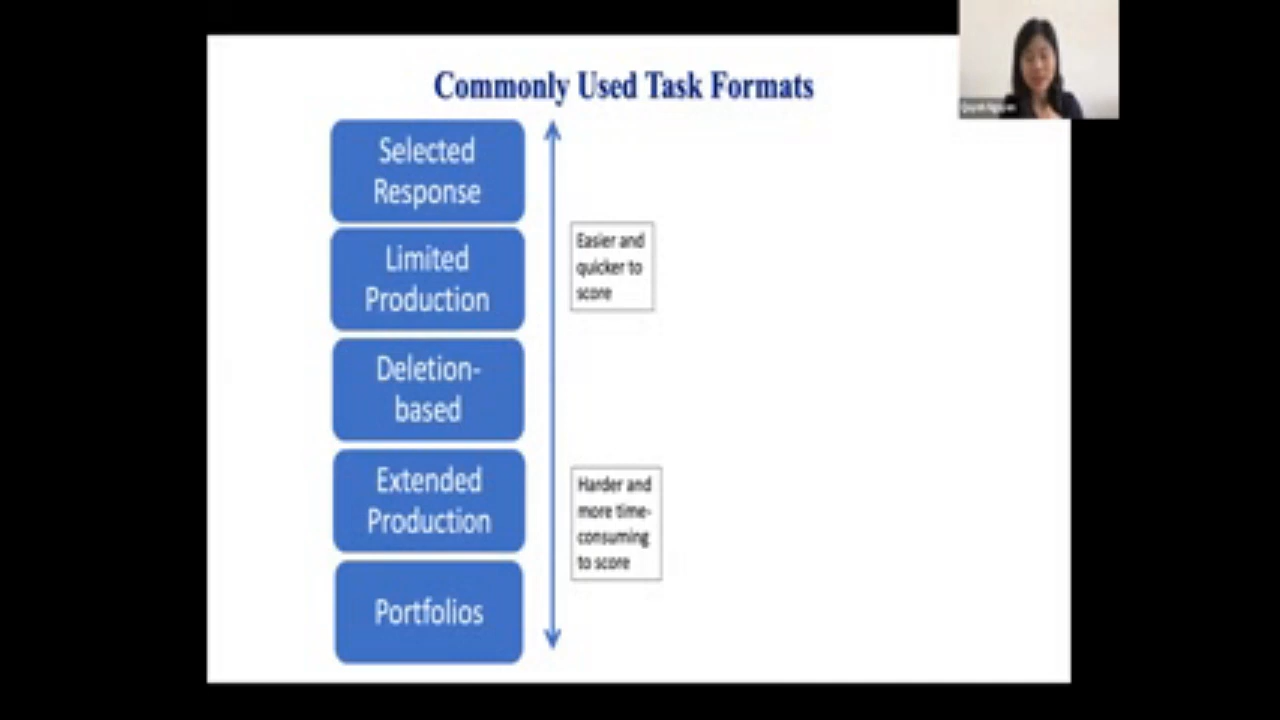 Commonly Used Task Formats
Selected
Response
Limited
Production
Easier and
quicker to
score
Deletion-
based
Extended
Production
Harder and
more time-
consuming
to score
Portfolios